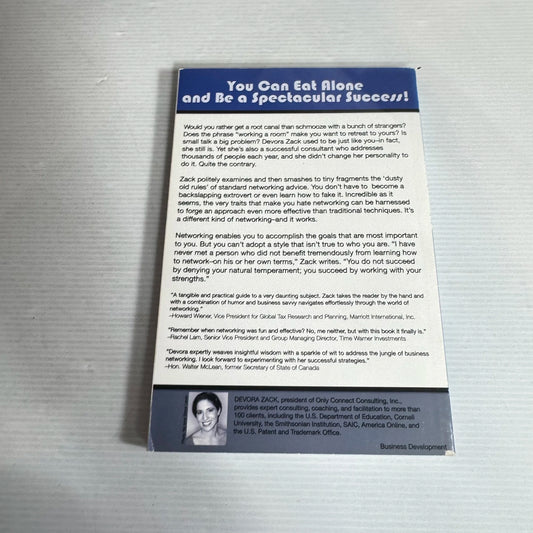 You Can Eat Alone
and Be a Spectacular Success!
Would you rather get a root canal than schmooze with a bunch of strangers?
Does the phrase "working a room" make you want to retreat to yours? Is
small talk a big problem? Devora Zack used to be just like you–in fact,
she still is. Yet she's also a successful consultant who addresses
thousands of people each year, and she didn't change her personality to
do it. Quite the contrary.
Zack politely examines and then smashes to tiny fragments the 'dusty
old rules' of standard networking advice. You don't have to become a
backslapping extrovert or even learn how to fake it. Incredible as it
seems, the very traits that make you hate networking can be harnessed
to forge an approach even more effective than traditional techniques. It's
a different kind of networking–and it works.
Networking enables you to accomplish the goals that are most important
to you. But you can't adopt a style that isn't true to who you are. "I have
never met a person who did not benefit tremendously from learning how
to network–on his or her own terms," Zack writes. "You do not succeed
by denying your natural temperament; you succeed by working with your
strengths."
"A tangible and practical guide to a very daunting subject. Zack takes the reader by the hand and
with a combination of humor and business savvy navigates effortlessly through the world of
networking."
–Howard Wiener, Vice President for Global Tax Research and Planning, Marriott International, Inc.
"Remember when networking was fun and effective? No, me neither, but with this book it finally is."
–Rachel Lam, Senior Vice President and Group Managing Director, Time Warner Investments
"Devora expertly weaves insightful wisdom with a sparkle of wit to address the jungle of business
networking. I look forward to experimenting with her successful strategies."
–Hon. Walter McLean, former Secretary of State of Canada
DEVORA ZACK, president of Only Connect Consulting, Inc.,
provides expert consulting, coaching, and facilitation to more than
100 clients, including the U.S. Department of Education, Cornell
University, the Smithsonian Institution, SAIC, America Online, and
the U.S. Patent and Trademark Office.
Business Development